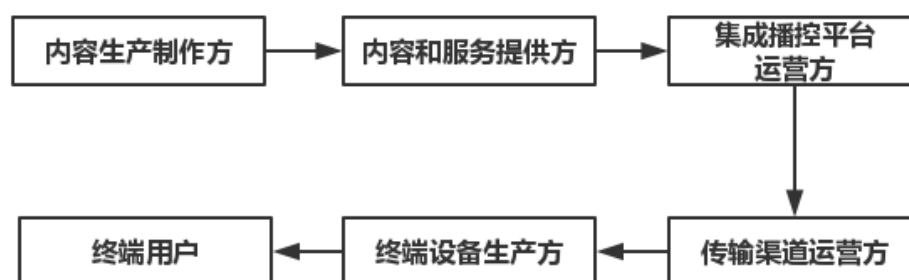 内容生产制作方
内容和服务提供方
集成播控平台
运营方
终端用户
终端设备生产方
传输渠道运营方